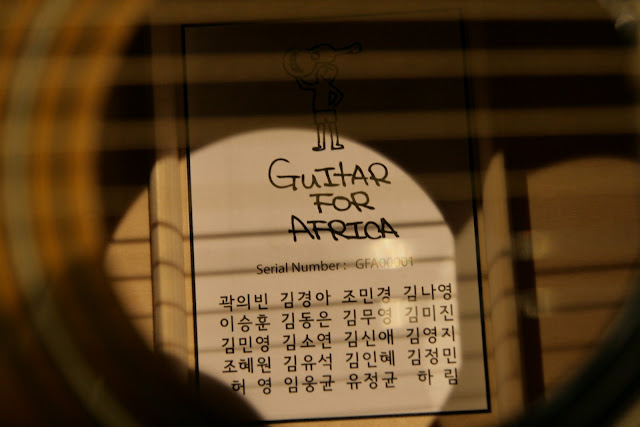 GUITAR
FOR
AFRICA
Serial Number : GFA00001
곽의빈 김경아 조민경 김나영
이승훈 김동은 김무영 김미진
김민영 김소연 김신애 김영지
조혜원 김유석 김인혜 김정민
허 영 임응균 유정균 하 림